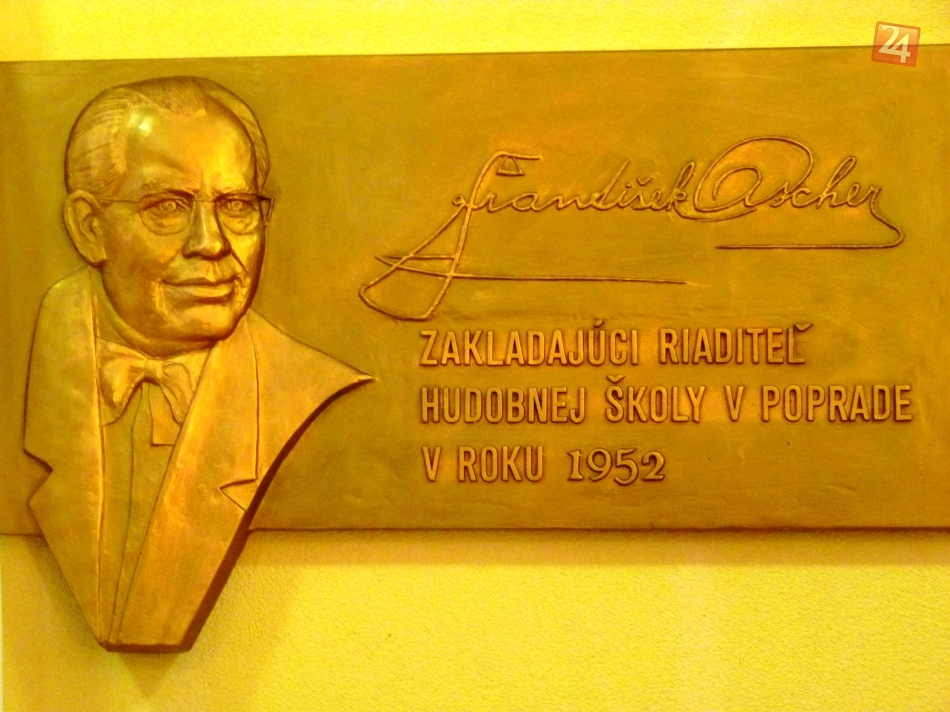 24
František Ascher
ZAKLADAJÚCI RIADITEĽ
HUDOBNEJ ŠKOLY V POPRADE
V ROKU 1952